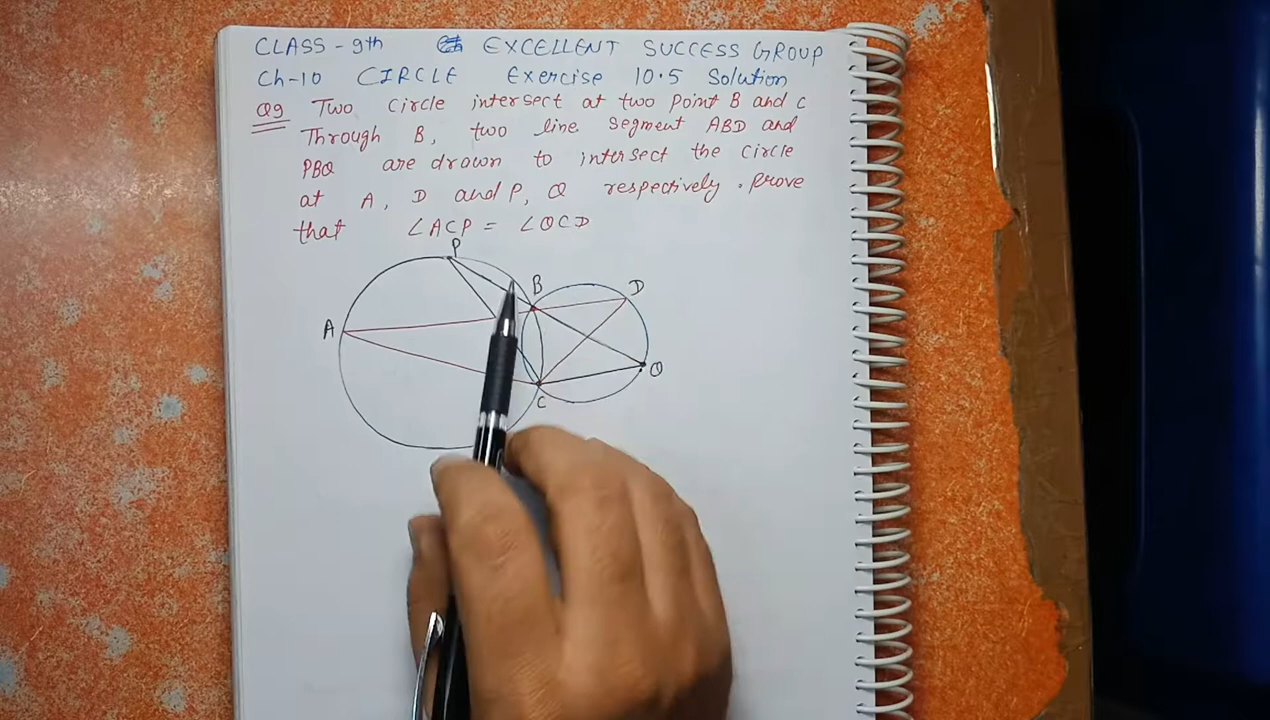 CLASS - 9th EXCELLENT SUCCESS GROUP
Ch-10 CIRCLE Exercise 10.5 Solution
Q9 Two circle intersect at two point B and C
Through B, two line segment ABD and
PBQ are drown to intersect the circle
at A, D and P, Q respectively. Prove
that ∠ACP = ∠QCD
P
B D
A
Q
C